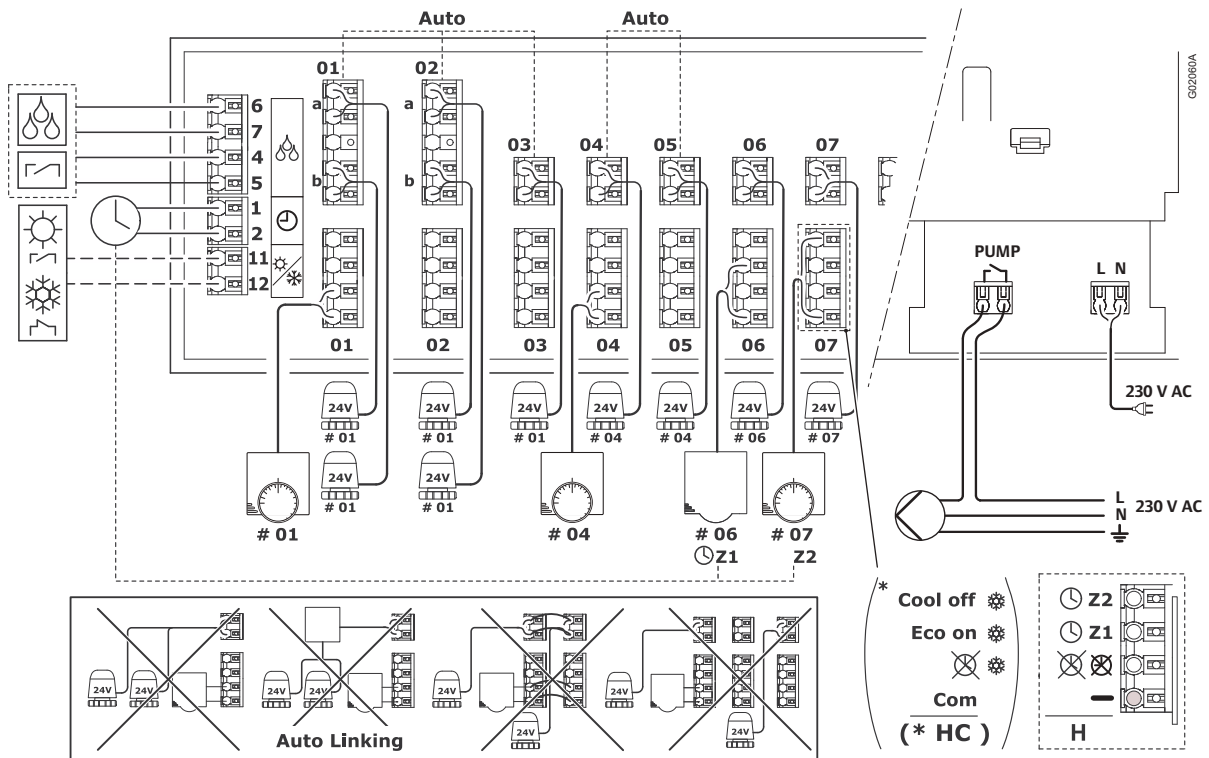 Auto Auto
G02060A
01 02
a a
6
7
03 04 05 06 07
4
b b
5
1
2
PUMP
11
L N
12
01 02 03 04 05 06 07
24V 24V 24V 24V 24V 24V 24V
230 V AC
# 01 # 01 # 01 # 04 # 04 # 06 # 07
24V 24V
# 01 # 01
L
N 230 V AC
# 01 # 04 # 06 # 07
Z1 Z2
*
Cool off
Z2
Eco on
Z1
24V 24V 24V 24V 24V 24V
Com
24V 24V
Auto Linking
(* HC )
H